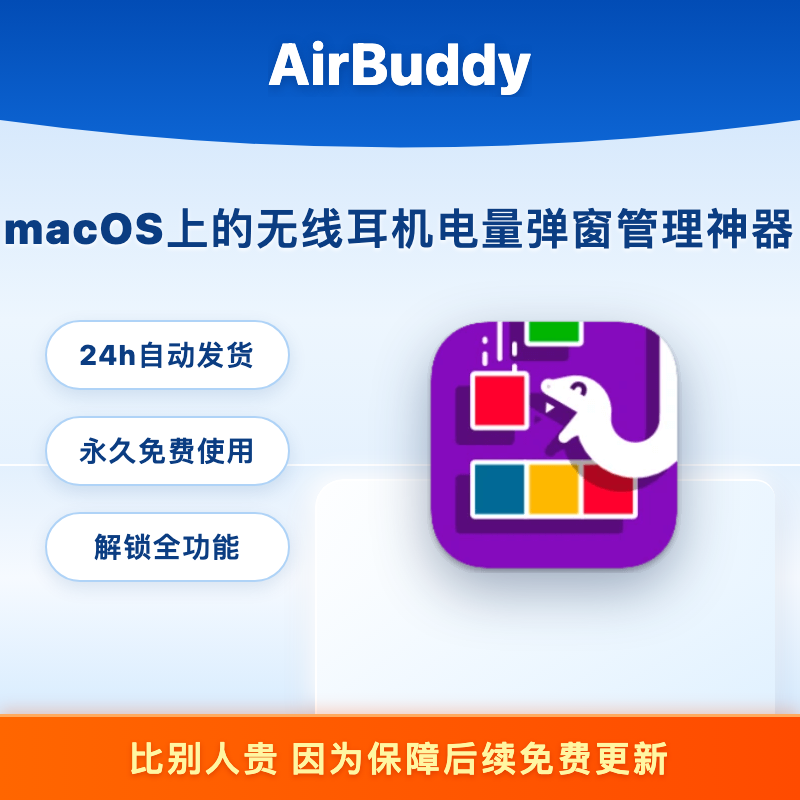 AirBuddy
macOS上的无线耳机电量弹窗管理神器
24h自动发货
永久免费使用
解锁全功能
比别人贵 因为保障后续免费更新